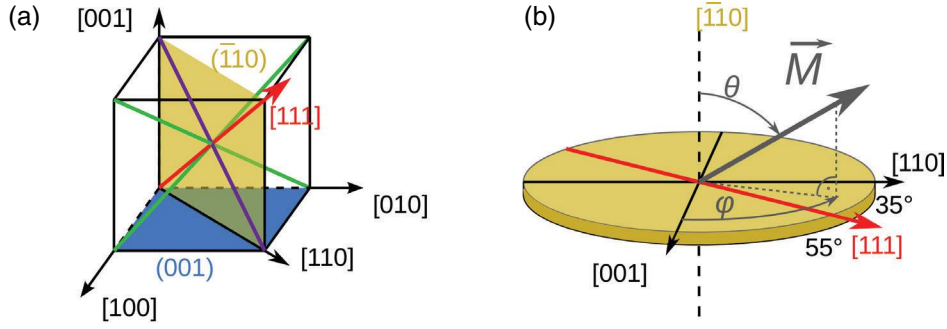 (a)
[001]
(1̅10)
[111]
[010]
[110]
(001)
[100]
(b)
[1̅10]
M⃗
θ
[110]
φ
35°
55°
[111]
[001]